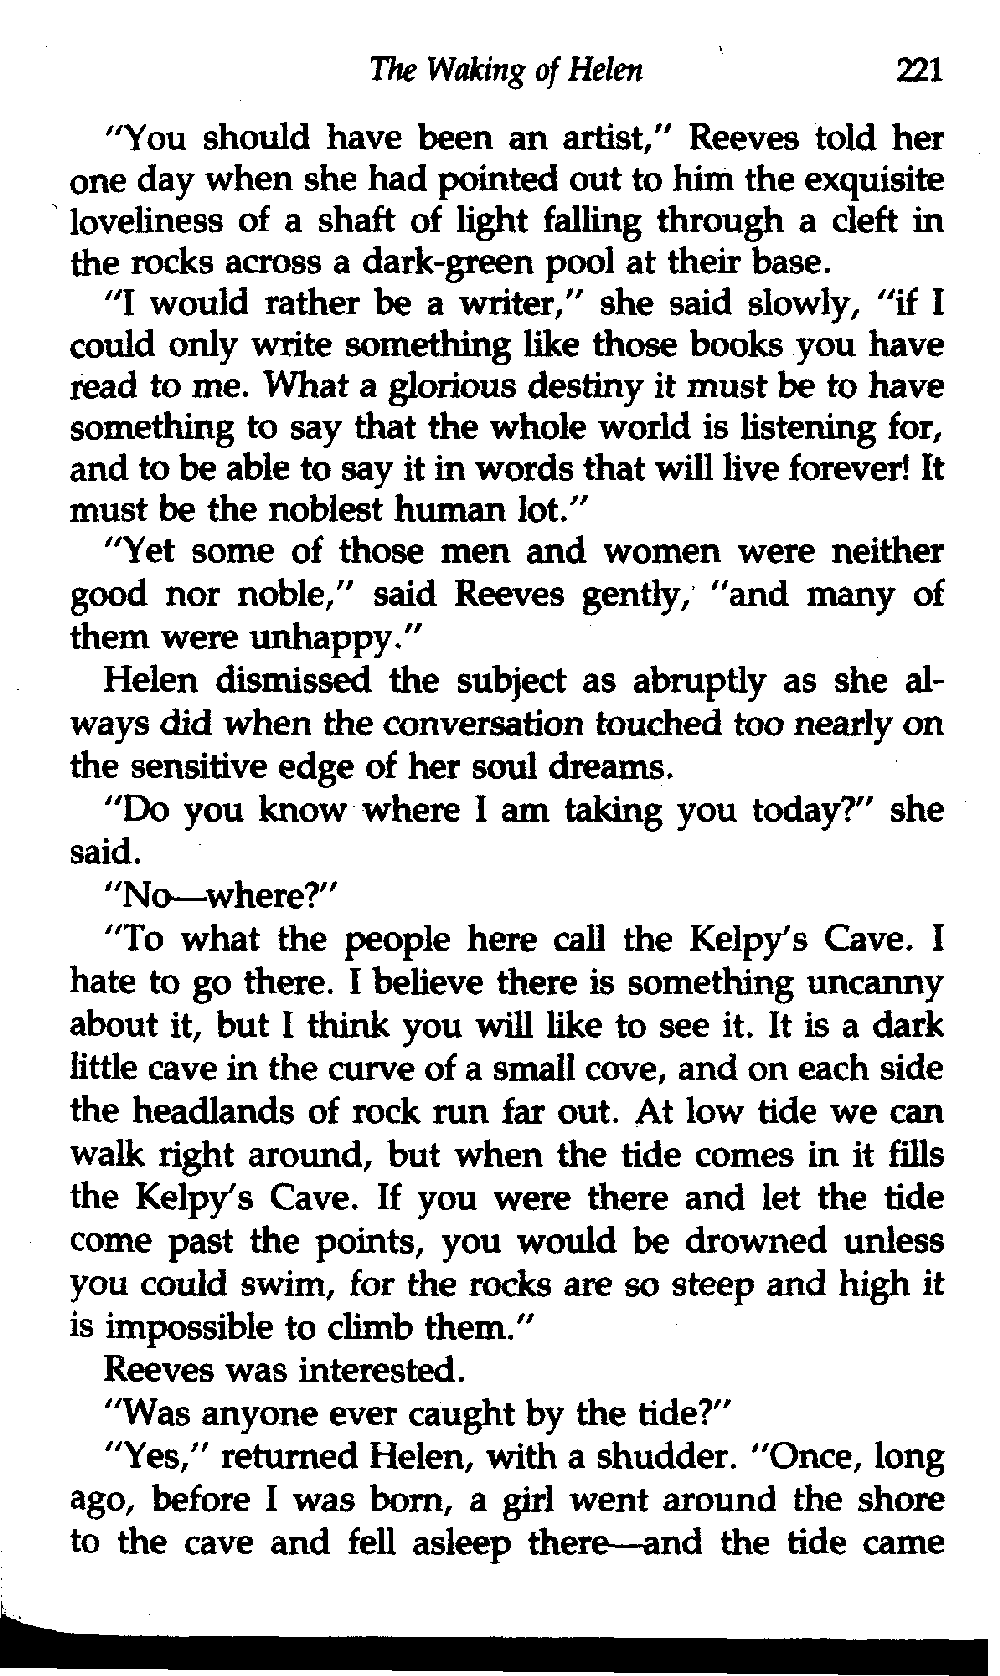 The Waking of Helen 221
"You should have been an artist," Reeves told her
one day when she had pointed out to him the exquisite
loveliness of a shaft of light falling through a cleft in
the rocks across a dark-green pool at their base.
"I would rather be a writer," she said slowly, "if I
could only write something like those books you have
read to me. What a glorious destiny it must be to have
something to say that the whole world is listening for,
and to be able to say it in words that will live forever! It
must be the noblest human lot."
"Yet some of those men and women were neither
good nor noble," said Reeves gently, "and many of
them were unhappy."
Helen dismissed the subject as abruptly as she al-
ways did when the conversation touched too nearly on
the sensitive edge of her soul dreams.
"Do you know where I am taking you today?" she
said.
"No—where?"
"To what the people here call the Kelpy's Cave. I
hate to go there. I believe there is something uncanny
about it, but I think you will like to see it. It is a dark
little cave in the curve of a small cove, and on each side
the headlands of rock run far out. At low tide we can
walk right around, but when the tide comes in it fills
the Kelpy's Cave. If you were there and let the tide
come past the points, you would be drowned unless
you could swim, for the rocks are so steep and high it
is impossible to climb them."
Reeves was interested.
"Was anyone ever caught by the tide?"
"Yes," returned Helen, with a shudder. "Once, long
ago, before I was born, a girl went around the shore
to the cave and fell asleep there—and the tide came